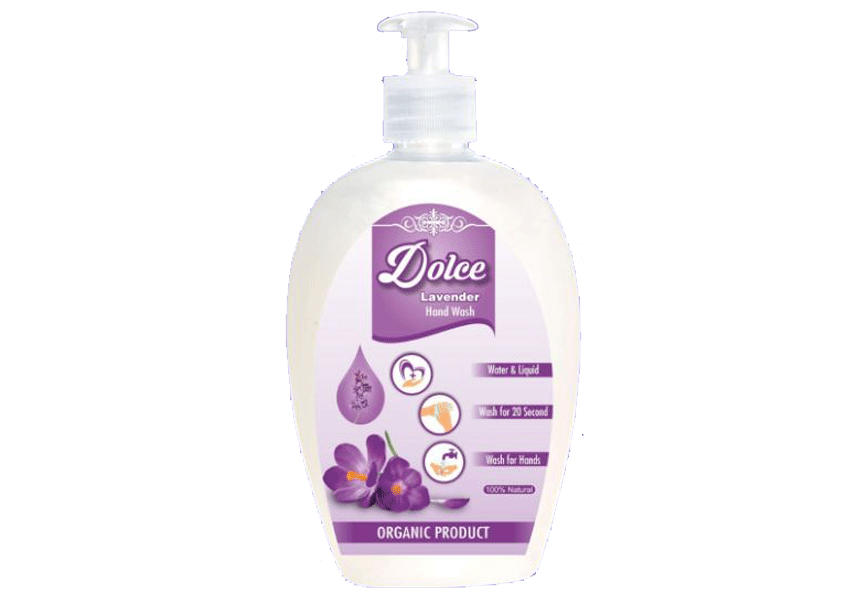 Dolce
Lavender
Hand Wash
Water & Liquid
Wash for 20 Second
Wash for Hands
100% Natural
ORGANIC PRODUCT